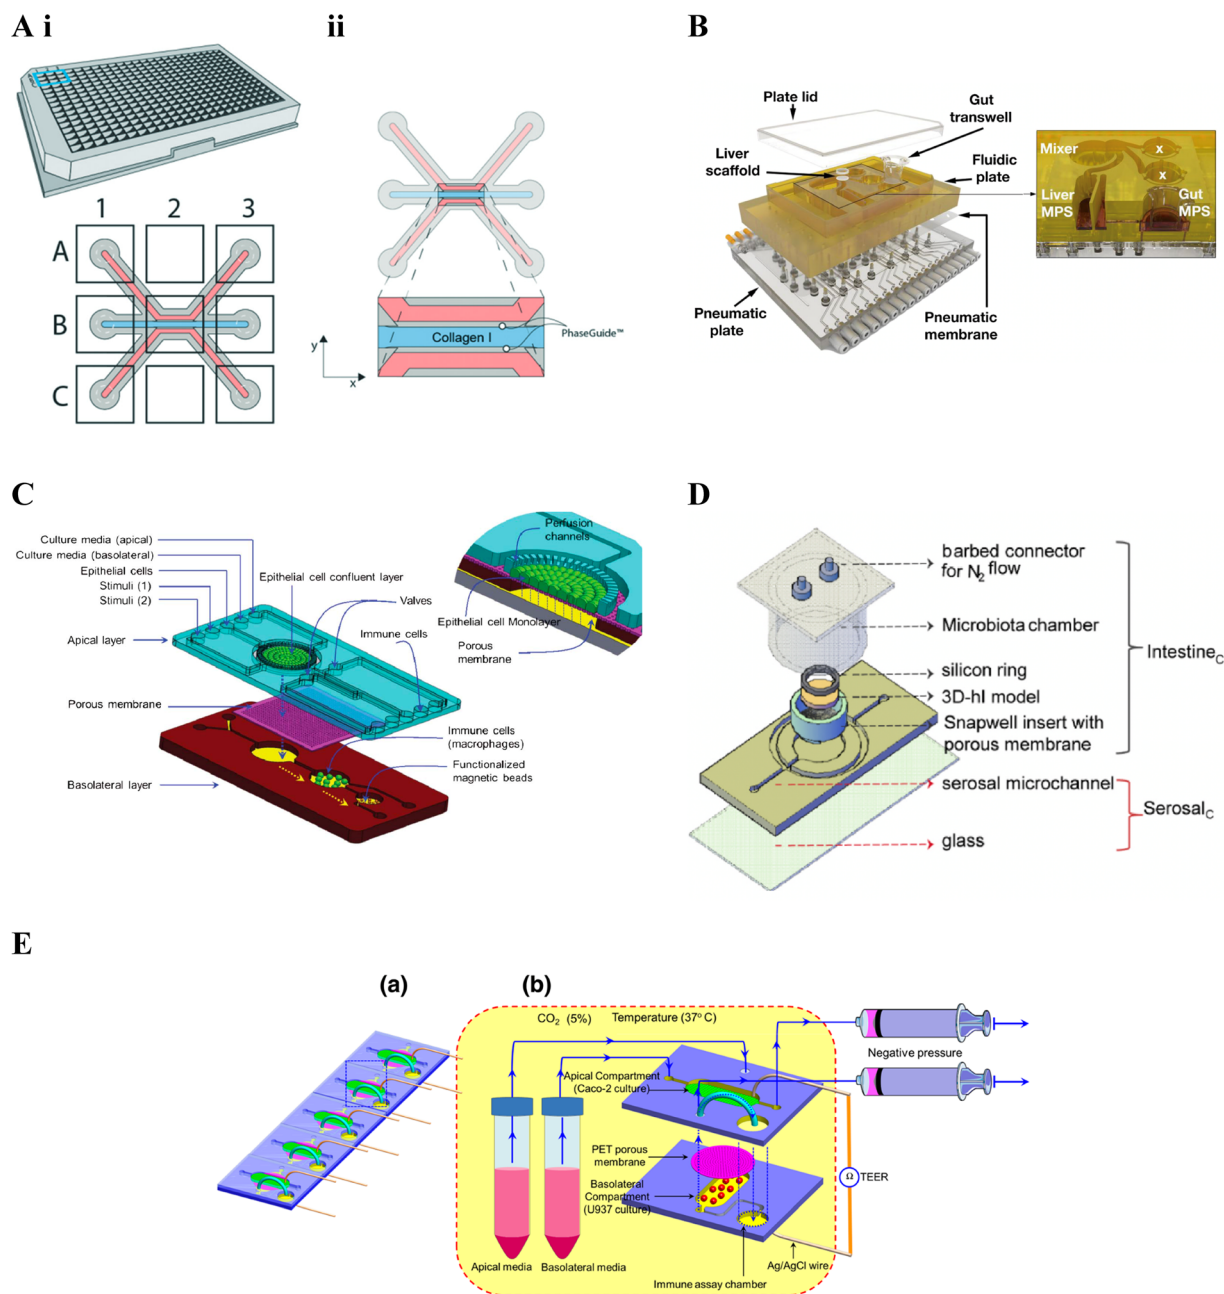 A i
ii
B
1 2 3
A
B
C
Collagen I
PhaseGuide™
y
x
Plate lid
Gut
transwell
Liver
scaffold
Fluidic
plate
Pneumatic
plate
Pneumatic
membrane
Mixer
x
x
Liver
MPS
Gut
MPS
C
Culture media (apical)
Culture media (basolateral)
Epithelial cells
Stimuli (1)
Stimuli (2)
Epithelial cell confluent layer
Valves
Immune cells
Apical layer
Porous membrane
Immune cells
(macrophages)
Functionalized
magnetic beads
Basolateral layer
Perfusion
channels
Epithelial cell Monolayer
Porous
membrane
D
barbed connector
for N2 flow
Microbiota chamber
silicon ring
3D-hI model
Snapwell insert with
porous membrane
IntestineC
serosal microchannel
glass
SerosalC
E
(a)
(b)
CO2 (5%)
Temperature (37o C)
Apical Compartment
(Caco-2 culture)
PET porous
membrane
Basolateral
Compartment
(U937 culture)
Apical media
Basolateral media
Immune assay chamber
Ag/AgCl wire
Negative pressure
Ω
TEER